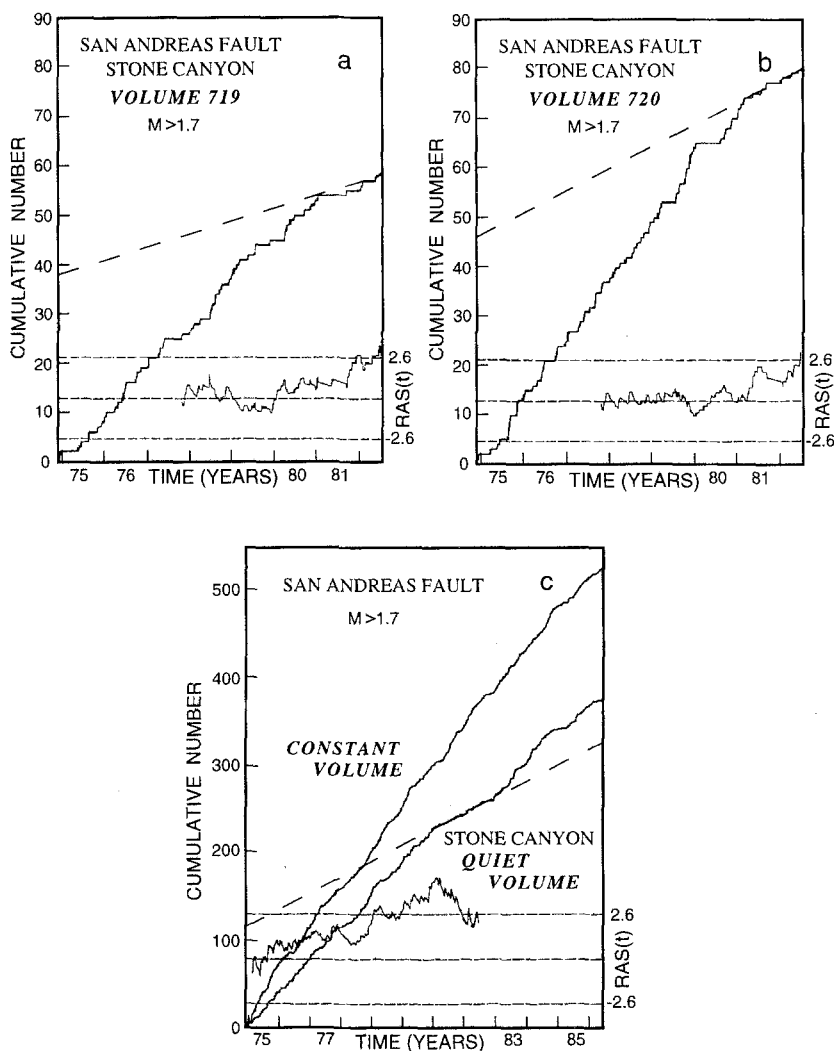 90
80
70
60
50
40
30
20
10
0
CUMULATIVE NUMBER
SAN ANDREAS FAULT
STONE CANYON
VOLUME 719
M >1.7
a
2.6
-2.6
RAS(t)
75 76 TIME (YEARS) 80 81
90
80
70
60
50
40
30
20
10
0
CUMULATIVE NUMBER
SAN ANDREAS FAULT
STONE CANYON
VOLUME 720
M >1.7
b
2.6
-2.6
RAS(t)
75 76 TIME (YEARS) 80 81
500
400
300
200
100
0
CUMULATIVE NUMBER
SAN ANDREAS FAULT
M >1.7
c
CONSTANT
VOLUME
STONE CANYON
QUIET
VOLUME
2.6
-2.6
RAS(t)
75 77 TIME (YEARS) 83 85